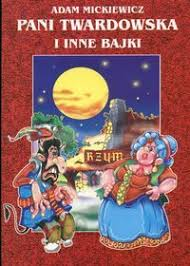 ADAM MICKIEWICZ
PANI TWARDOWSKA
I INNE BAJKI
RZYM